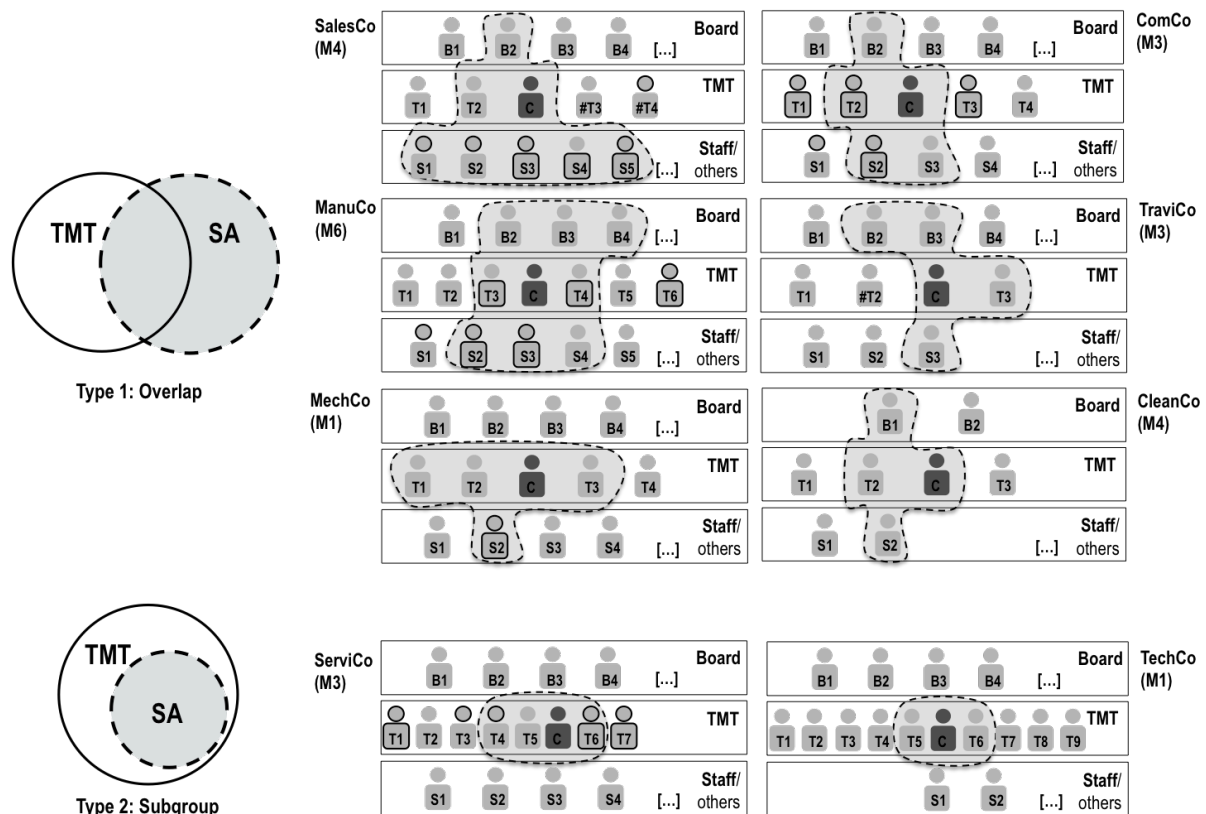 SalesCo
(M4)
B1 B2 B3 B4 [...] Board
T1 T2 C #T3 #T4 TMT
S1 S2 S3 S4 S5 [...] Staff/
others
ComCo
(M3)
B1 B2 B3 B4 [...] Board
T1 T2 C T3 T4 TMT
S1 S2 S3 S4 [...] Staff/
others
TMT SA
Type 1: Overlap
ManuCo
(M6)
B1 B2 B3 B4 [...] Board
T1 T2 T3 C T4 T5 T6 TMT
S1 S2 S3 S4 S5 [...] Staff/
others
TraviCo
(M3)
B1 B2 B3 B4 [...] Board
T1 #T2 C T3 TMT
S1 S2 S3 [...] Staff/
others
MechCo
(M1)
B1 B2 B3 B4 [...] Board
T1 T2 C T3 T4 TMT
S1 S2 S3 S4 [...] Staff/
others
CleanCo
(M4)
B1 B2 Board
T1 T2 C T3 TMT
S1 S2 [...] Staff/
others
TMT
SA
Type 2: Subgroup
ServiCo
(M3)
B1 B2 B3 B4 [...] Board
T1 T2 T3 T4 T5 C T6 T7 TMT
S1 S2 S3 S4 [...] Staff/
others
TechCo
(M1)
B1 B2 B3 B4 [...] Board
T1 T2 T3 T4 T5 C T6 T7 T8 T9 TMT
S1 S2 [...] Staff/
others